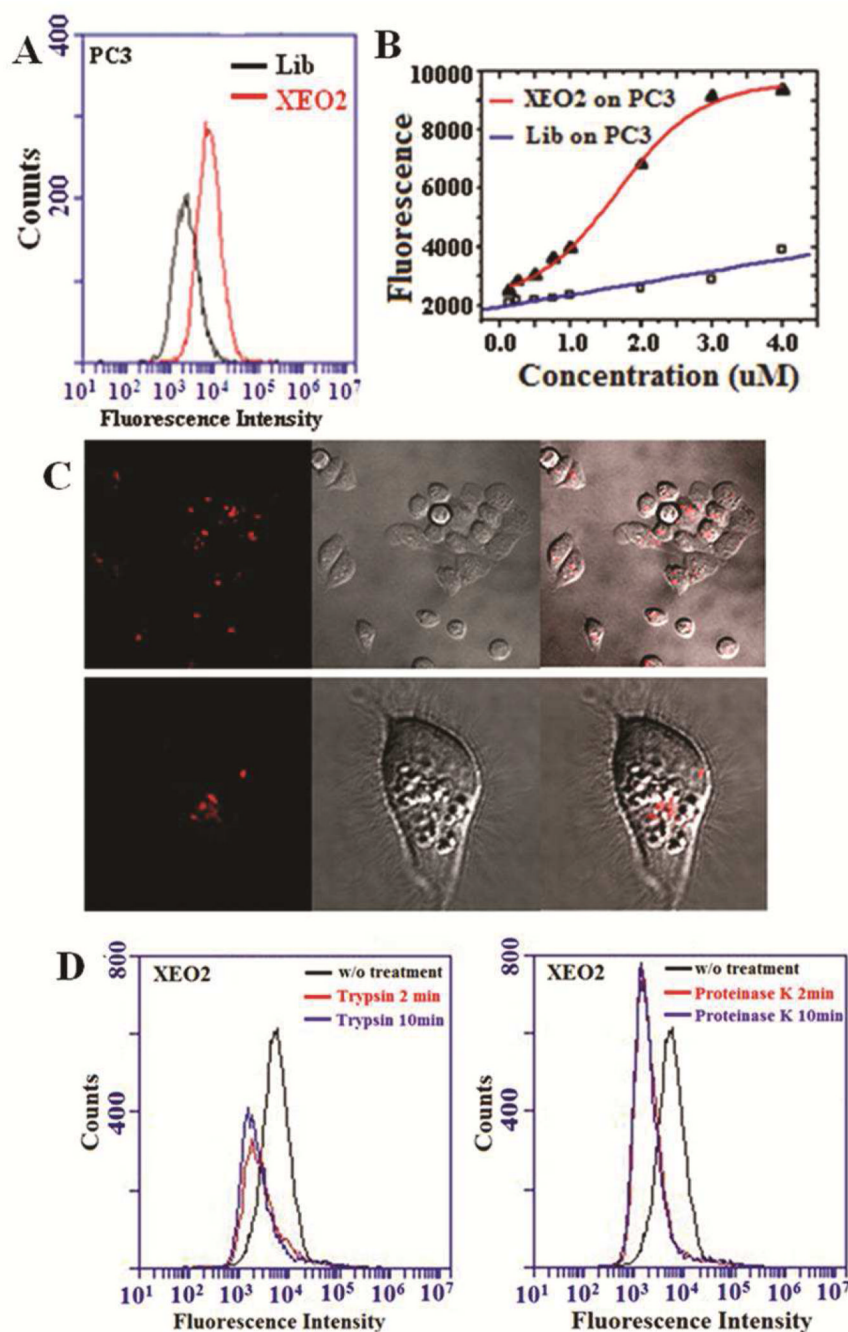 A
PC3
Lib
XEO2
400
200
0
Counts
10¹ 10² 10³ 10⁴ 10⁵ 10⁶ 10⁷
Fluorescence Intensity
B
XEO2 on PC3
Lib on PC3
10000
8000
6000
4000
2000
Fluorescence
0.0 1.0 2.0 3.0 4.0
Concentration (uM)
C
D
XEO2
w/o treatment
Trypsin 2 min
Trypsin 10min
800
400
0
Counts
10¹ 10² 10³ 10⁴ 10⁵ 10⁶ 10⁷
Fluorescence Intensity
XEO2
w/o treatment
Proteinase K 2min
Proteinase K 10min
800
400
0
Counts
10¹ 10² 10³ 10⁴ 10⁵ 10⁶ 10⁷
Fluorescence Intensity